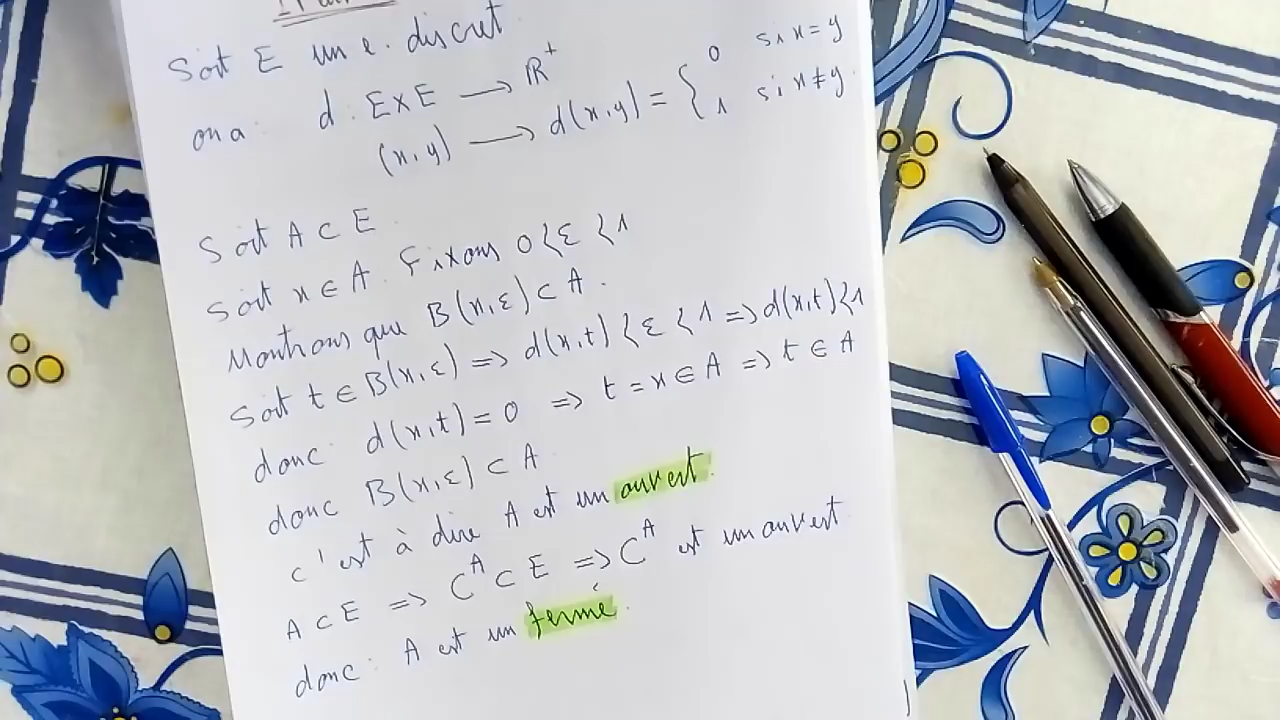 Soit E un e. discret
on a: d: E×E ⟶ ℝ⁺
(x,y) ⟶ d(x,y) = { 0 si x=y
1 si x≠y.
Soit A ⊂ E.
Soit x ∈ A. Fixons 0<ε<1
Montrons que B(x,ε) ⊂ A.
Soit t ∈ B(x,ε) ⟹ d(x,t)<ε<1 ⟹ d(x,t)<1
donc: d(x,t) = 0 ⟹ t = x ∈ A ⟹ t ∈ A
donc B(x,ε) ⊂ A.
c'est à dire A est un ouvert.
A ⊂ E ⟹ C^A ⊂ E ⟹ C^A est un ouvert.
donc: A est un fermé.